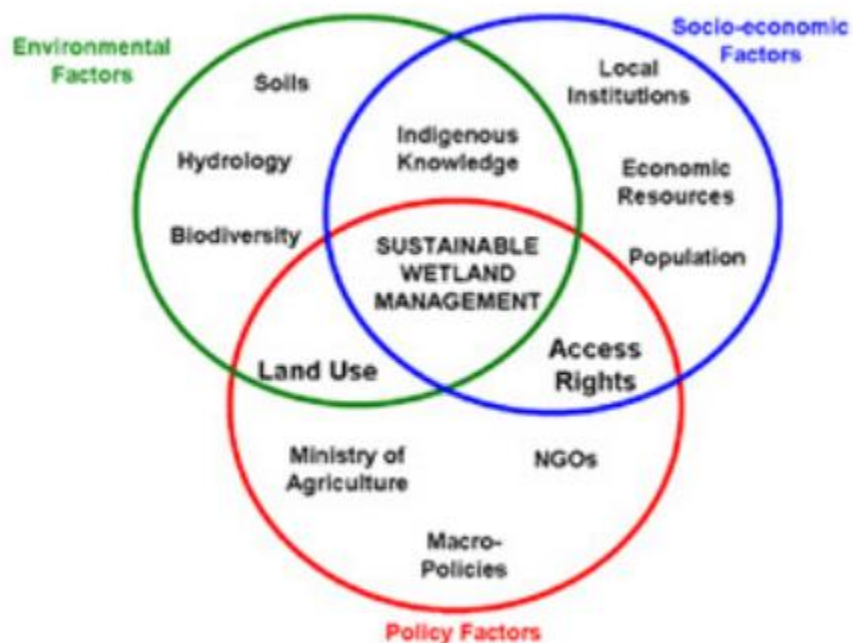 Environmental
Factors
Socio-economic
Factors
Soils
Local
Institutions
Indigenous
Knowledge
Hydrology
Economic
Resources
Biodiversity
SUSTAINABLE
WETLAND
MANAGEMENT
Population
Land Use
Access
Rights
Ministry of
Agriculture
NGOs
Macro-
Policies
Policy Factors